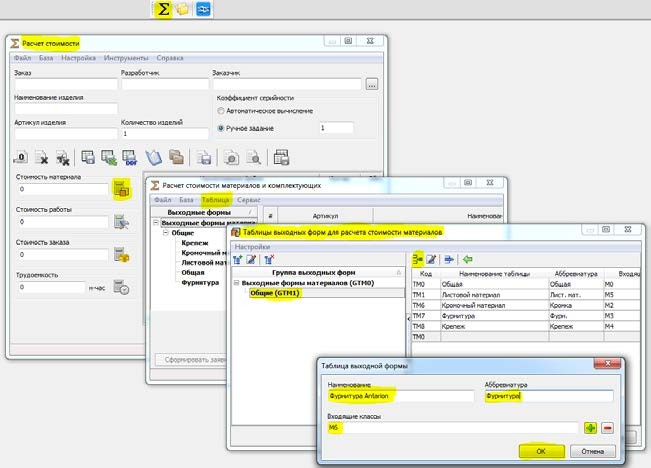 Расчет стоимости
Файл База Настройка Инструменты Справка
Заказ Разработчик Заказчик
...
Наименование изделия
Коэффициент серийности
Автоматическое вычисление
Артикул изделия Количество изделий
1
Ручное задание 1
DBF
Стоимость материала
0
Стоимость работы
0
Стоимость заказа
0
Трудоемкость
0 н-час
Расчет стоимости материалов и комплектующих
Файл База Таблица Сервис
Выходные формы # Артикул Наименован
Выходные формы материа
Общие
Крепеж
Кромочный м
Листовой матери
Общая
Фурнитура
Сформировать заяв
Таблицы выходных форм для расчета стоимости материалов
Настройки
Группа выходных форм
Выходные формы материалов (GTM0)
Общие (GTM1)
Код Наименование таблицы Аббревиатура Входящ
TM0 Общая Общая M0
TM1 Листовой материал Лист. мат. M5
TM6 Кромочный материал Кромка M2
TM7 Фурнитура Фурн. M3
TM8 Крепеж Крепеж M4
TM0
Таблица выходной формы
Наименование Аббревиатура
Фурнитура Antarion Фурнитура
Входящие классы
M6
OK Отмена